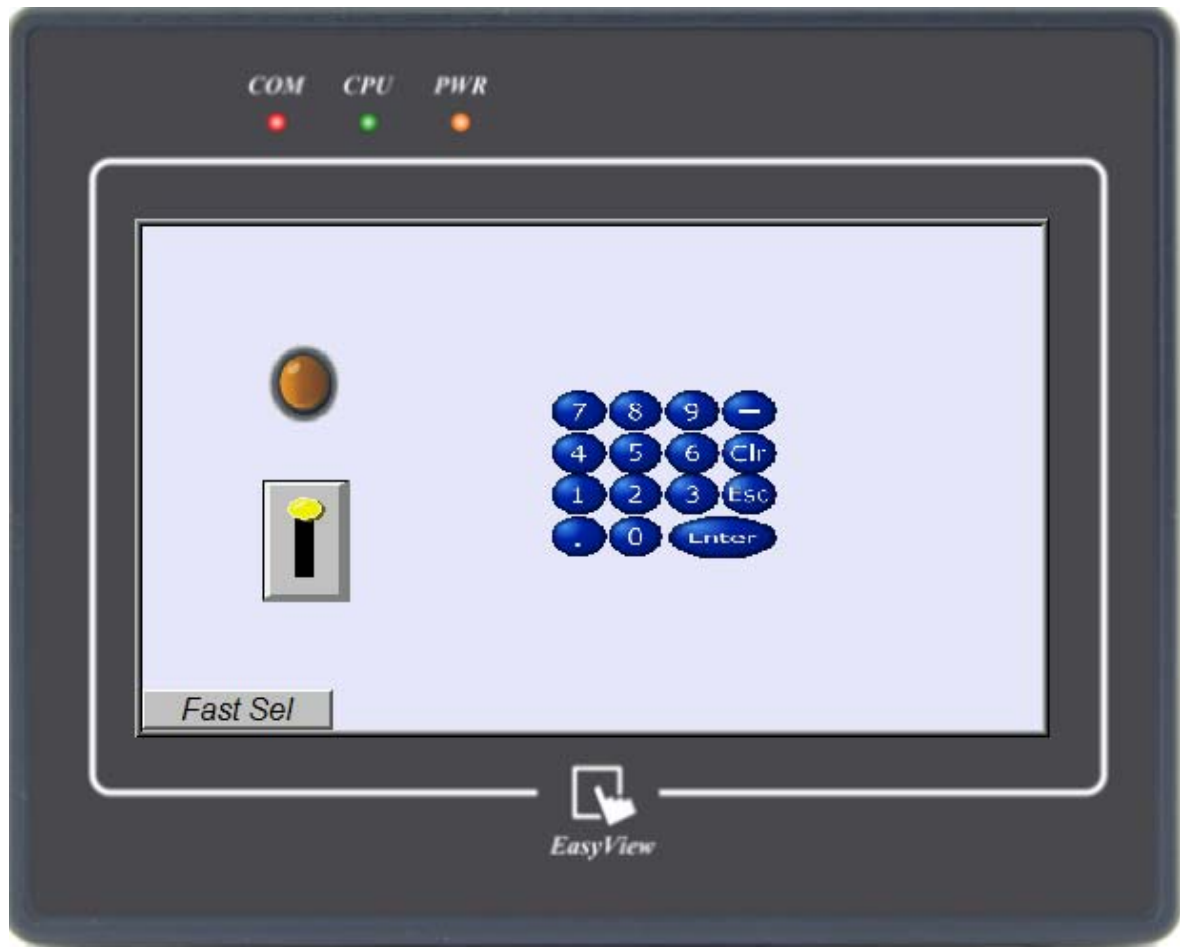 COM CPU PWR
7 8 9 –
4 5 6 Clr
1 2 3 Esc
. 0 Enter
Fast Sel
EasyView